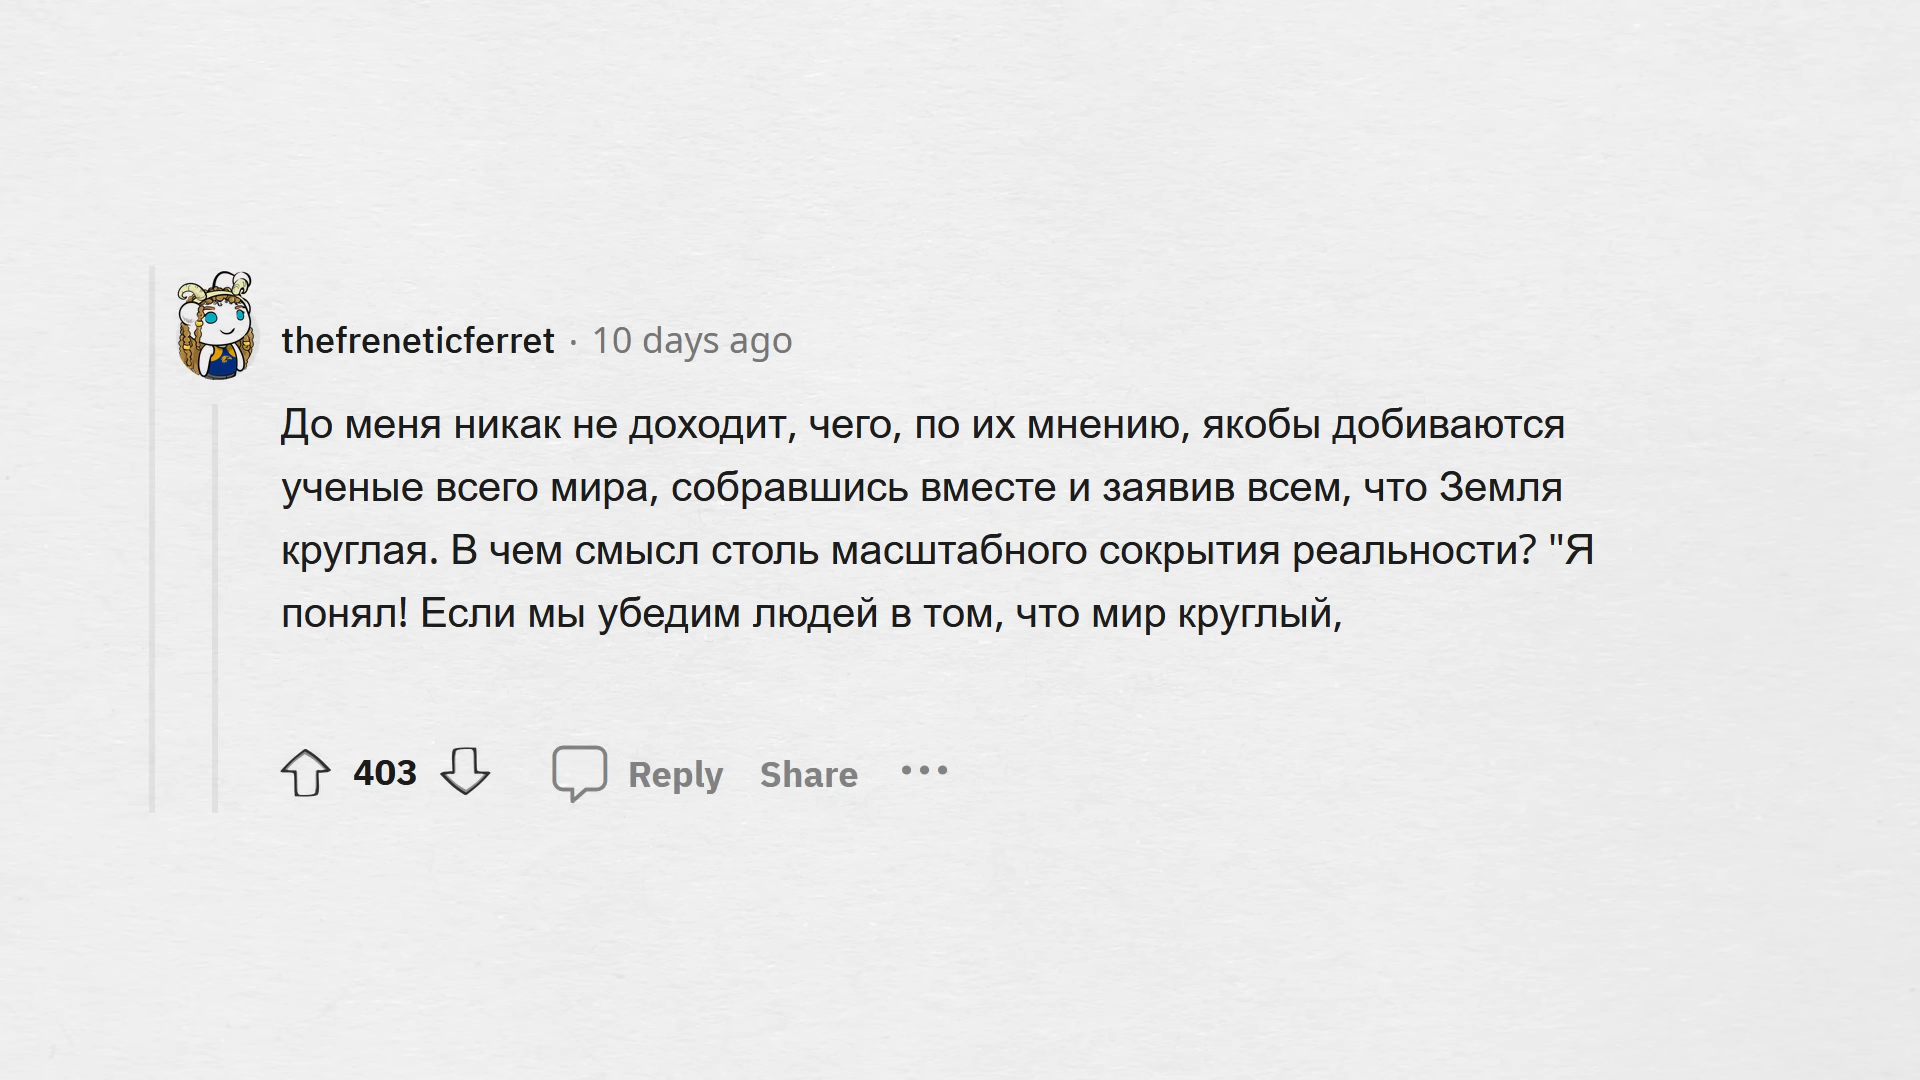 thefreneticferret · 10 days ago
До меня никак не доходит, чего, по их мнению, якобы добиваются
ученые всего мира, собравшись вместе и заявив всем, что Земля
круглая. В чем смысл столь масштабного сокрытия реальности? "Я
понял! Если мы убедим людей в том, что мир круглый,
403 Reply Share •••